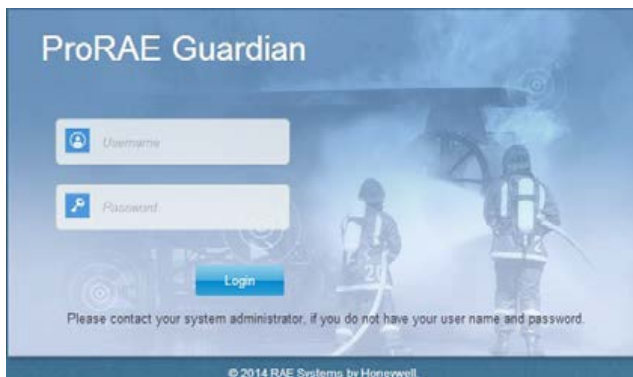 ProRAE Guardian
Username
Password
Login
Please contact your system administrator, if you do not have your user name and password.
© 2014 RAE Systems by Honeywell